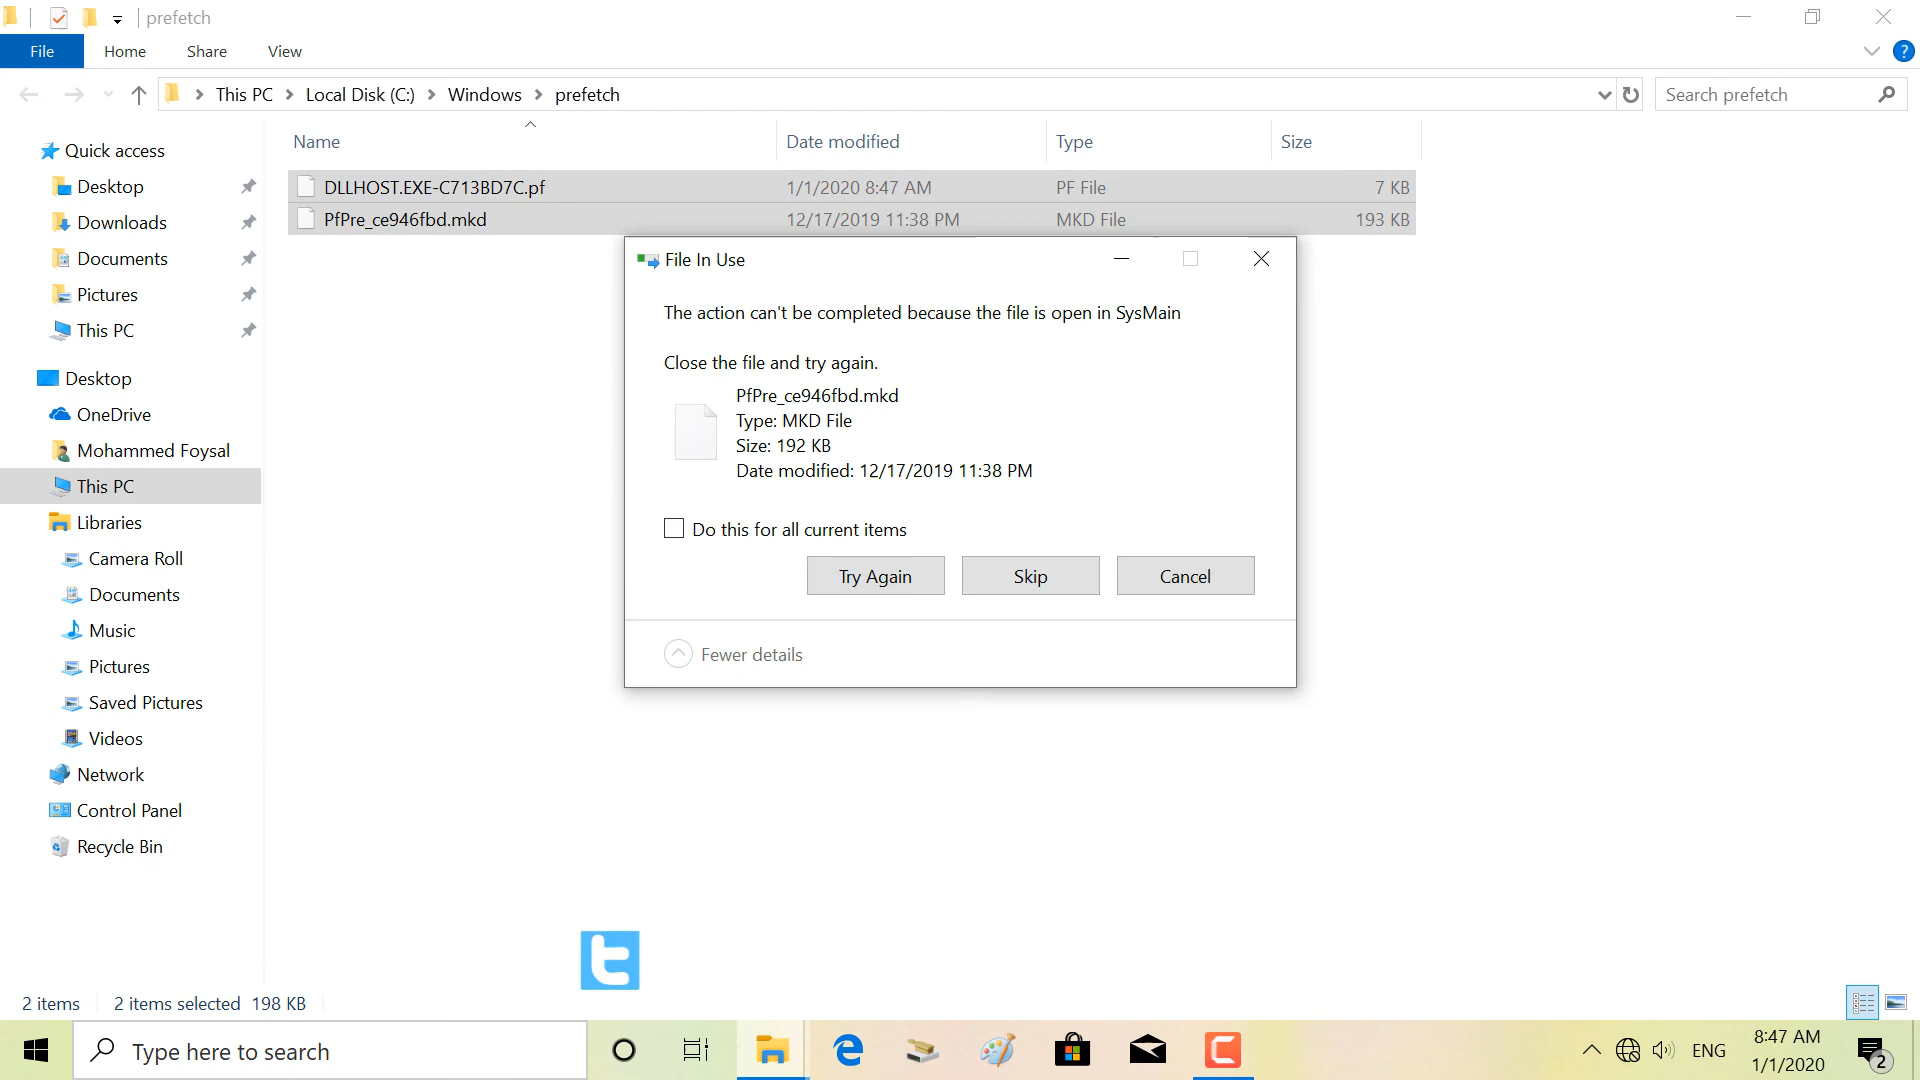 prefetch
File Home Share View
This PC Local Disk (C:) Windows prefetch
Search prefetch
Name Date modified Type Size
DLLHOST.EXE-C713BD7C.pf 1/1/2020 8:47 AM PF File 7 KB
PfPre_ce946fbd.mkd 12/17/2019 11:38 PM MKD File 193 KB
Quick access
Desktop
Downloads
Documents
Pictures
This PC
Desktop
OneDrive
Mohammed Foysal
This PC
Libraries
Camera Roll
Documents
Music
Pictures
Saved Pictures
Videos
Network
Control Panel
Recycle Bin
File In Use
The action can't be completed because the file is open in SysMain
Close the file and try again.
PfPre_ce946fbd.mkd
Type: MKD File
Size: 192 KB
Date modified: 12/17/2019 11:38 PM
Do this for all current items
Try Again Skip Cancel
Fewer details
2 items 2 items selected 198 KB
Type here to search
ENG
8:47 AM
1/1/2020
2